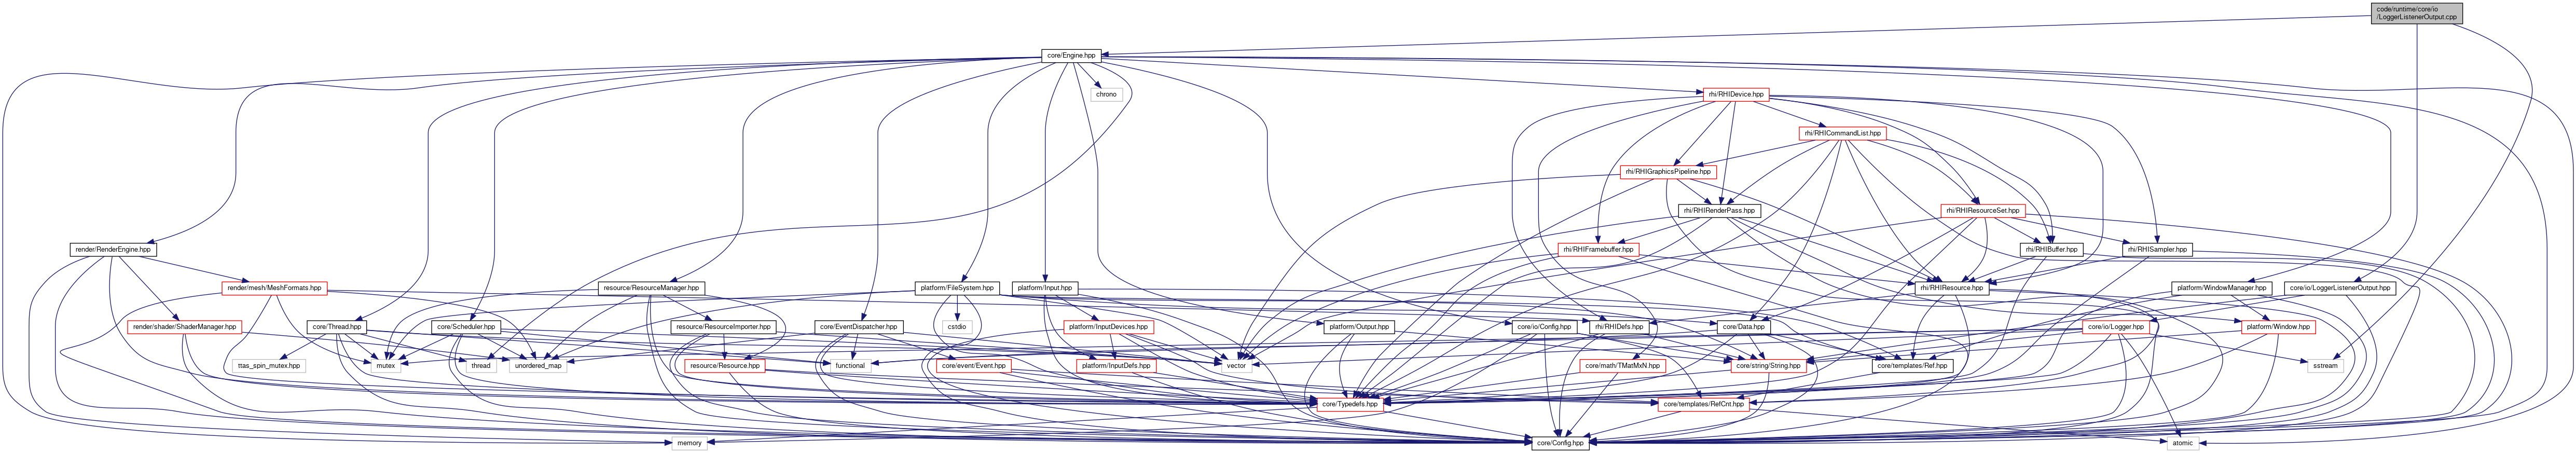 code/runtime/core/io
/LoggerListenerOutput.cpp
core/Engine.hpp
chrono
rhi/RHIDevice.hpp
rhi/RHICommandList.hpp
rhi/RHIGraphicsPipeline.hpp
rhi/RHIRenderPass.hpp
rhi/RHIResourceSet.hpp
render/RenderEngine.hpp
rhi/RHIFramebuffer.hpp
rhi/RHIBuffer.hpp
rhi/RHISampler.hpp
render/mesh/MeshFormats.hpp
resource/ResourceManager.hpp
platform/FileSystem.hpp
platform/Input.hpp
rhi/RHIResource.hpp
platform/WindowManager.hpp
core/io/LoggerListenerOutput.hpp
render/shader/ShaderManager.hpp
core/Thread.hpp
core/Scheduler.hpp
resource/ResourceImporter.hpp
core/EventDispatcher.hpp
platform/InputDevices.hpp
platform/Output.hpp
core/io/Config.hpp
rhi/RHIDefs.hpp
core/Data.hpp
core/io/Logger.hpp
platform/Window.hpp
cstdio
ttas_spin_mutex.hpp
mutex
thread
unordered_map
resource/Resource.hpp
functional
core/event/Event.hpp
platform/InputDefs.hpp
vector
core/math/TMatMxN.hpp
core/string/String.hpp
core/templates/Ref.hpp
sstream
core/Typedefs.hpp
core/templates/RefCnt.hpp
memory
core/Config.hpp
atomic